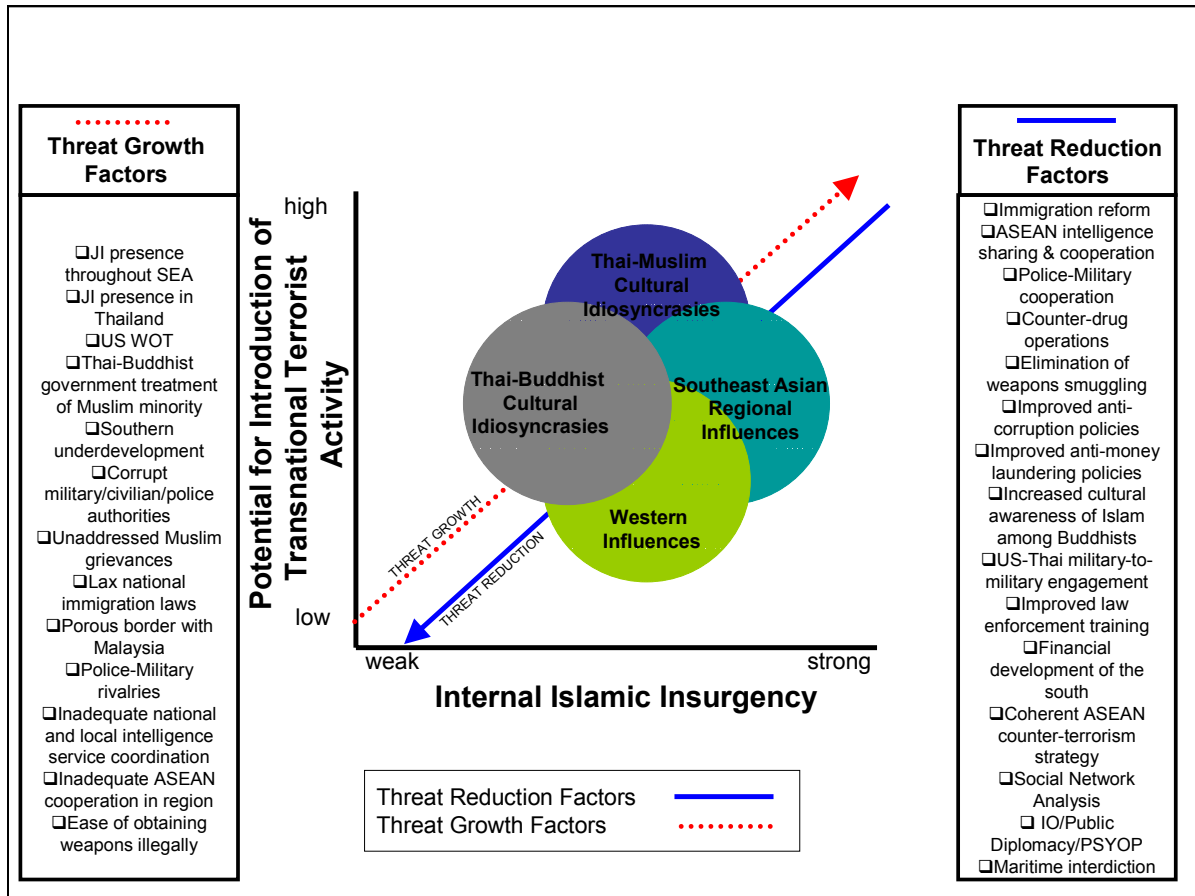 Threat Growth
Factors
❑JI presence
throughout SEA
❑JI presence in
Thailand
❑US WOT
❑Thai-Buddhist
government treatment
of Muslim minority
❑Southern
underdevelopment
❑Corrupt
military/civilian/police
authorities
❑Unaddressed Muslim
grievances
❑Lax national
immigration laws
❑Porous border with
Malaysia
❑Police-Military
rivalries
❑Inadequate national
and local intelligence
service coordination
❑Inadequate ASEAN
cooperation in region
❑Ease of obtaining
weapons illegally
Potential for Introduction of
Transnational Terrorist
Activity
high
low
Thai-Muslim
Cultural
Idiosyncrasies
Thai-Buddhist
Cultural
Idiosyncrasies
Southeast Asian
Regional
Influences
Western
Influences
THREAT GROWTH
THREAT REDUCTION
weak
strong
Internal Islamic Insurgency
Threat Reduction Factors
Threat Growth Factors
Threat Reduction
Factors
❑Immigration reform
❑ASEAN intelligence
sharing & cooperation
❑Police-Military
cooperation
❑Counter-drug
operations
❑Elimination of
weapons smuggling
❑Improved anti-
corruption policies
❑Improved anti-money
laundering policies
❑Increased cultural
awareness of Islam
among Buddhists
❑US-Thai military-to-
military engagement
❑Improved law
enforcement training
❑Financial
development of the
south
❑Coherent ASEAN
counter-terrorism
strategy
❑Social Network
Analysis
❑ IO/Public
Diplomacy/PSYOP
❑Maritime interdiction